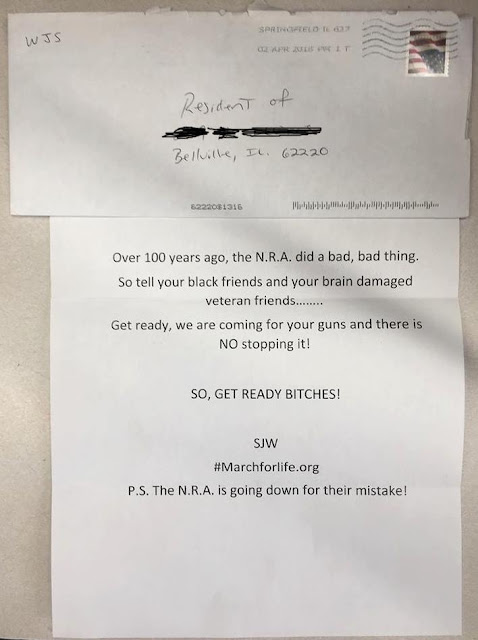 WJS
SPRINGFIELD IL 627
02 APR 2018 PM 1 T
Resident of
Bellville, IL. 62220
6222081316
Over 100 years ago, the N.R.A. did a bad, bad thing.
So tell your black friends and your brain damaged
veteran friends........
Get ready, we are coming for your guns and there is
NO stopping it!
SO, GET READY BITCHES!
SJW
#Marchforlife.org
P.S. The N.R.A. is going down for their mistake!